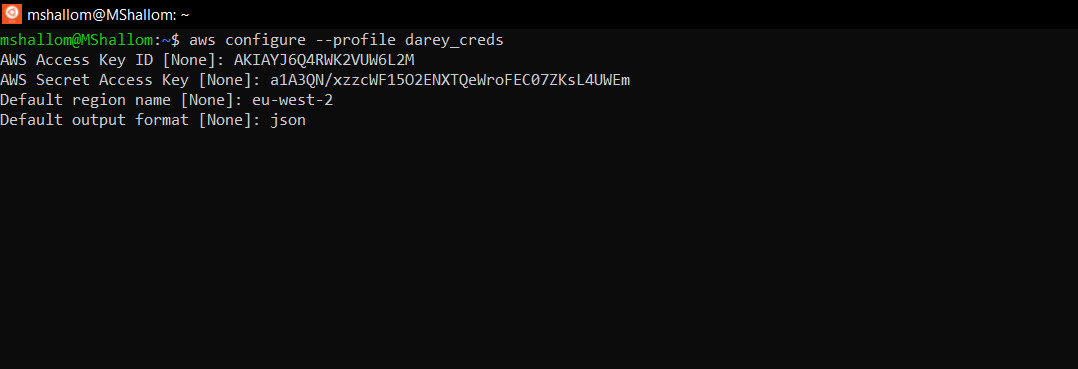 mshallom@MShallom: ~
mshallom@MShallom:~$ aws configure --profile darey_creds
AWS Access Key ID [None]: AKIAYJ6Q4RWK2VUW6L2M
AWS Secret Access Key [None]: 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
Default region name [None]: eu-west-2
Default output format [None]: json